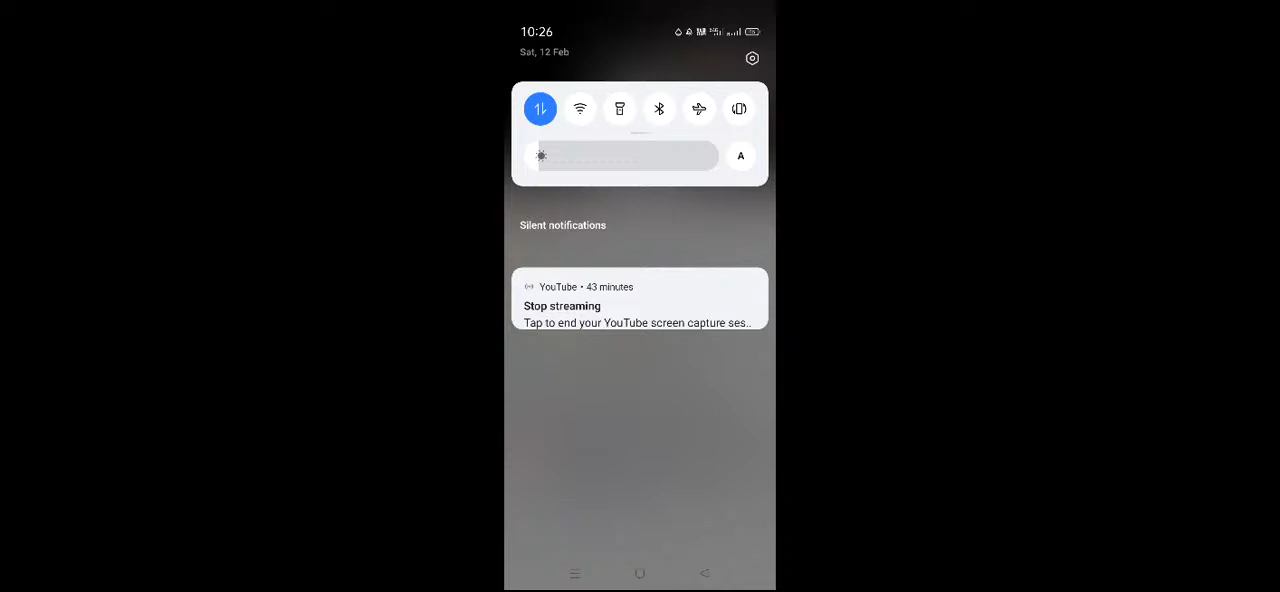 10:26
Sat, 12 Feb
A
Silent notifications
YouTube • 43 minutes
Stop streaming
Tap to end your YouTube screen capture ses..